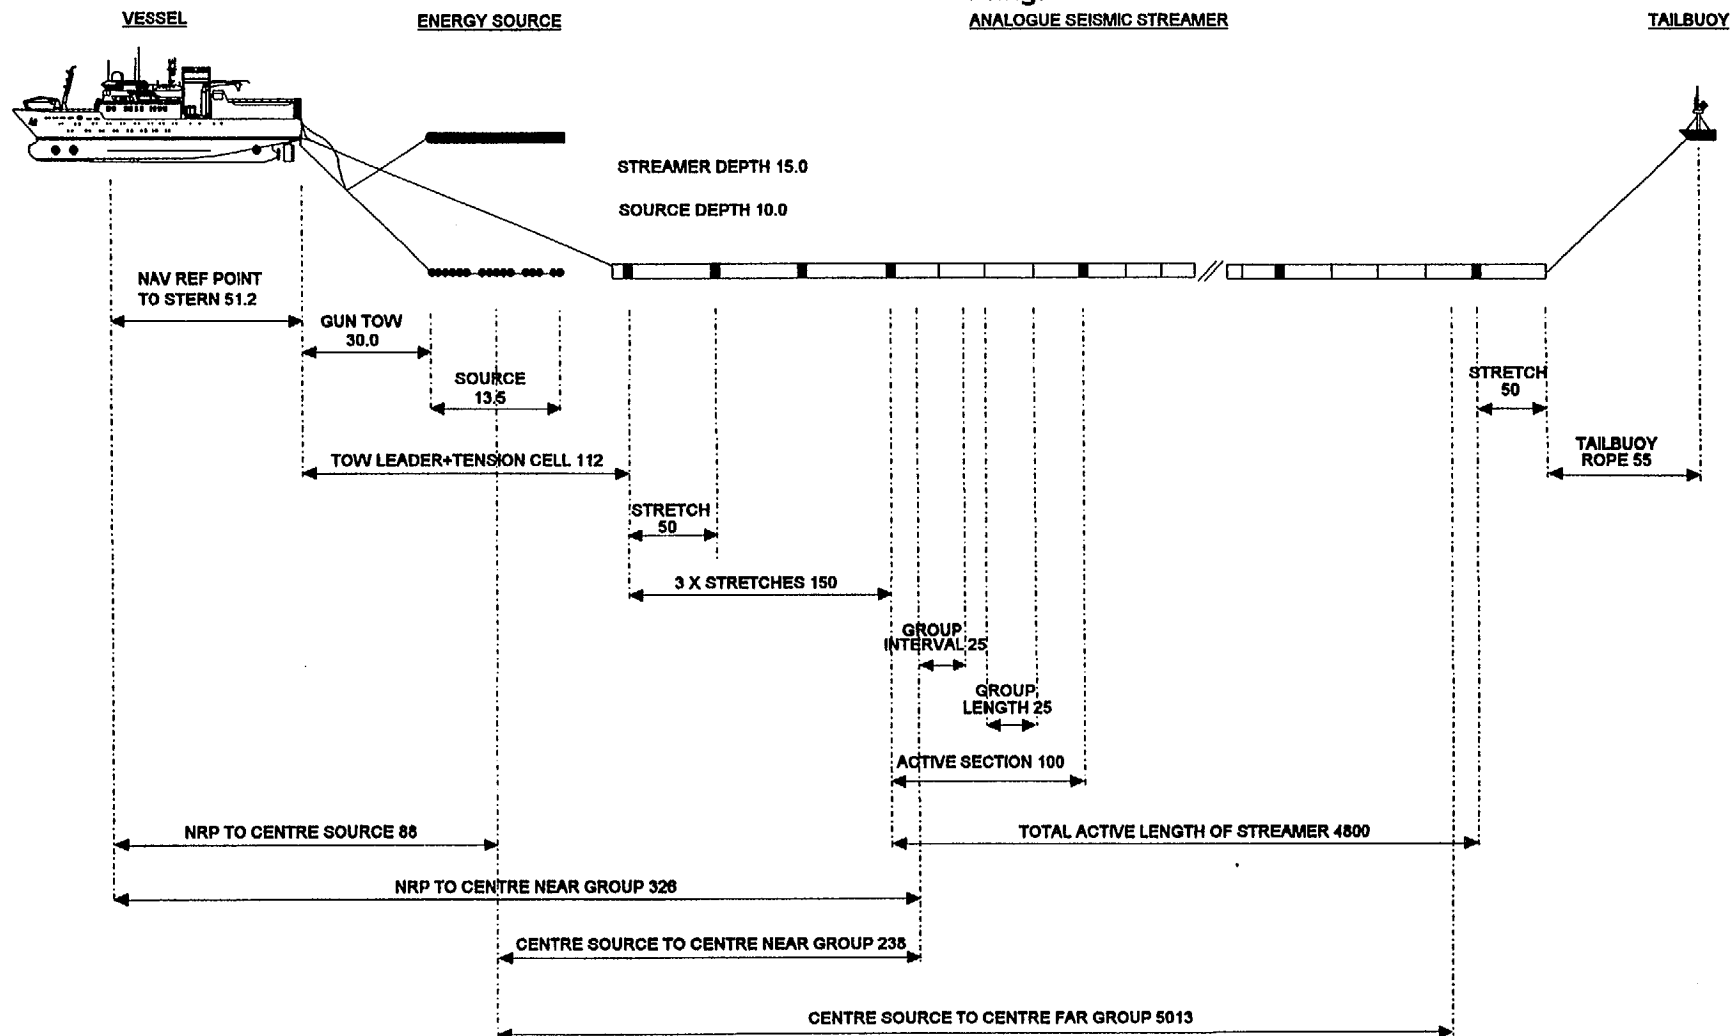 VESSEL
ENERGY SOURCE
ANALOGUE SEISMIC STREAMER
TAILBUOY
STREAMER DEPTH 15.0
SOURCE DEPTH 10.0
NAV REF POINT
TO STERN 51.2
GUN TOW
30.0
SOURCE
13.5
STRETCH
50
TOW LEADER+TENSION CELL 112
TAILBUOY
ROPE 55
STRETCH
50
3 X STRETCHES 150
GROUP
INTERVAL 25
GROUP
LENGTH 25
ACTIVE SECTION 100
NRP TO CENTRE SOURCE 88
TOTAL ACTIVE LENGTH OF STREAMER 4800
NRP TO CENTRE NEAR GROUP 326
CENTRE SOURCE TO CENTRE NEAR GROUP 238
CENTRE SOURCE TO CENTRE FAR GROUP 5013